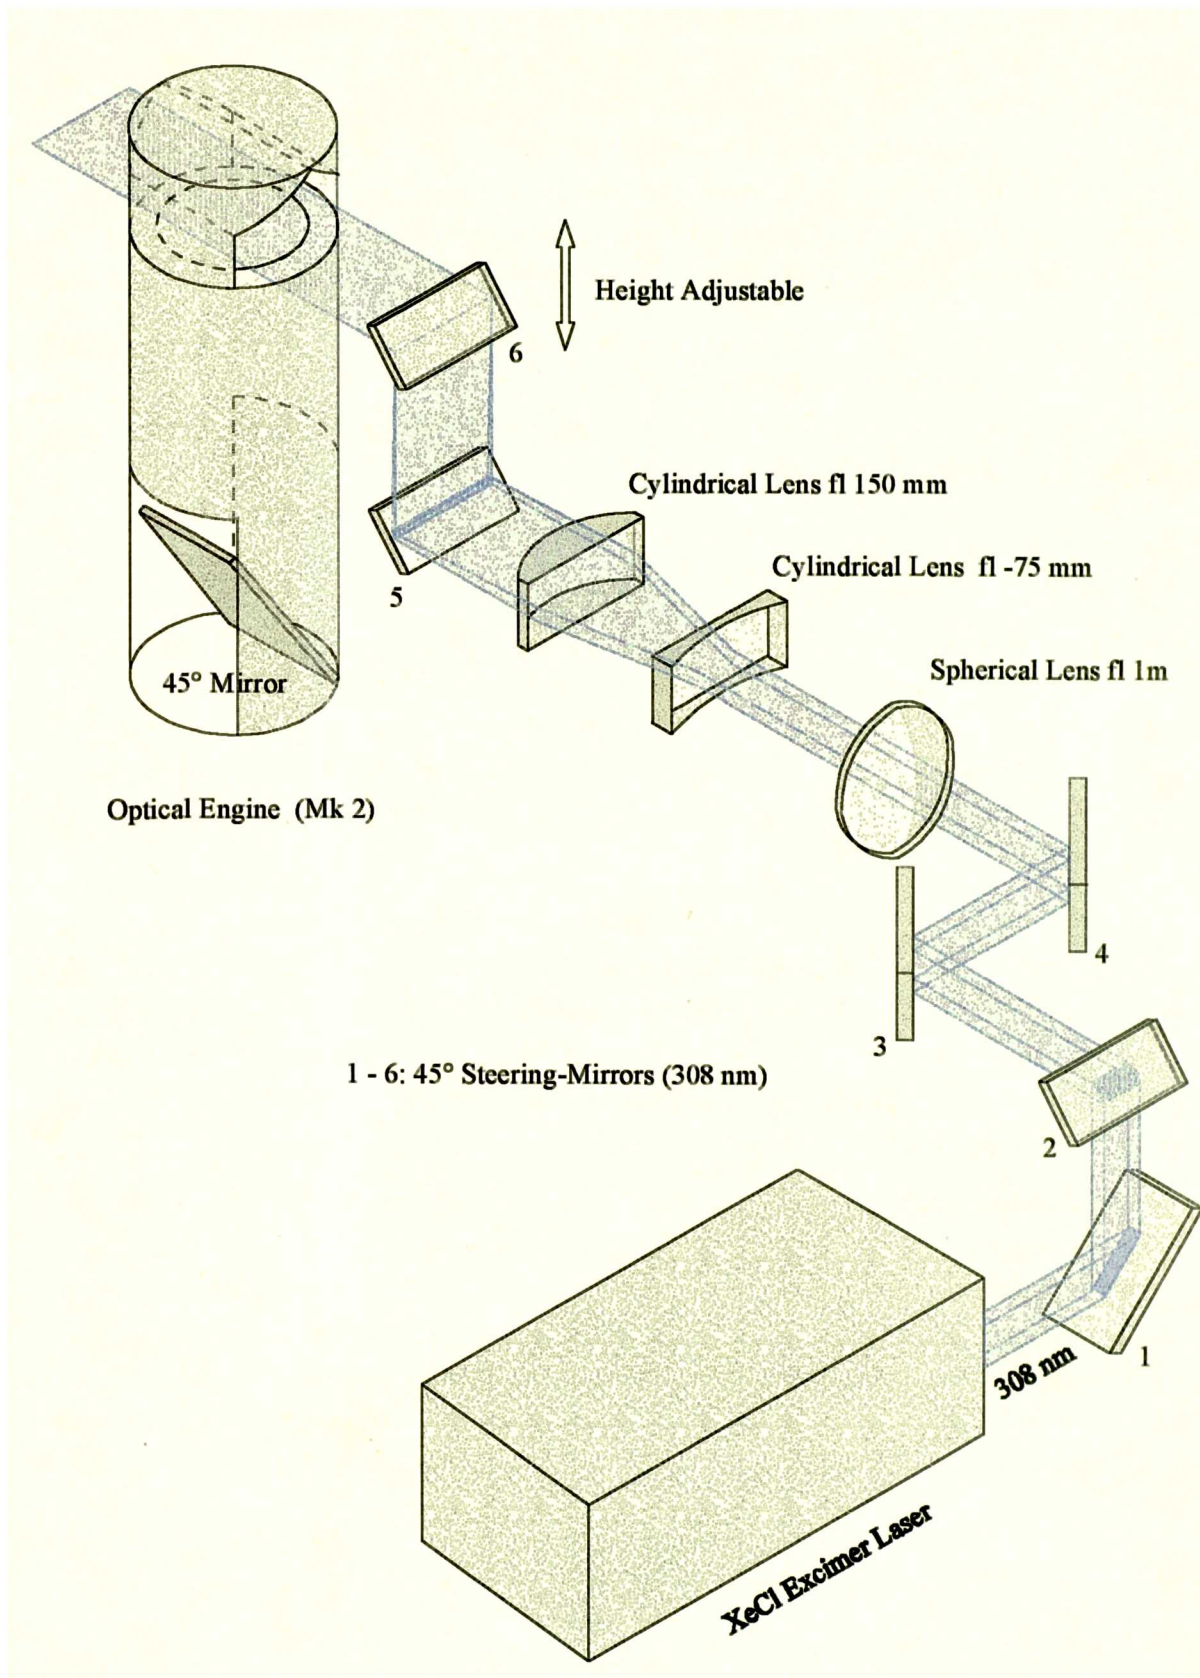 Height Adjustable
6
Cylindrical Lens fl 150 mm
Cylindrical Lens fl -75 mm
5
Spherical Lens fl 1m
45° Mirror
Optical Engine (Mk 2)
4
3
1 - 6: 45° Steering-Mirrors (308 nm)
2
1
308 nm
XeCl Excimer Laser